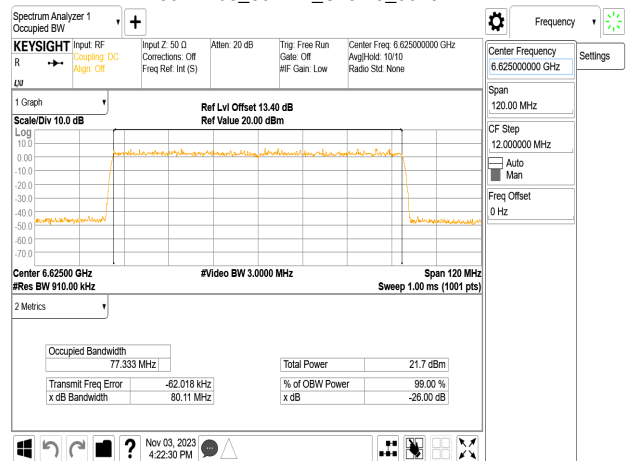 Spectrum Analyzer 1
Occupied BW
Frequency
KEYSIGHT
R
LXI
Input: RF
Coupling: DC
Align: Off
Input Z: 50 Ω
Corrections: Off
Freq Ref: Int (S)
Atten: 20 dB
Trig: Free Run
Gate: Off
#IF Gain: Low
Center Freq: 6.625000000 GHz
Avg|Hold: 10/10
Radio Std: None
1 Graph
Scale/Div 10.0 dB
Ref Lvl Offset 13.40 dB
Ref Value 20.00 dBm
Log
10.0
0.00
-10.0
-20.0
-30.0
-40.0
-50.0
-60.0
-70.0
Center 6.62500 GHz
#Res BW 910.00 kHz
#Video BW 3.0000 MHz
Span 120 MHz
Sweep 1.00 ms (1001 pts)
2 Metrics
Occupied Bandwidth
77.333 MHz
Total Power 21.7 dBm
Transmit Freq Error -62.018 kHz
% of OBW Power 99.00 %
x dB Bandwidth 80.11 MHz
x dB -26.00 dB
Nov 03, 2023
4:22:30 PM
?
Center Frequency
6.625000000 GHz
Settings
Span
120.00 MHz
CF Step
12.000000 MHz
Auto
Man
Freq Offset
0 Hz